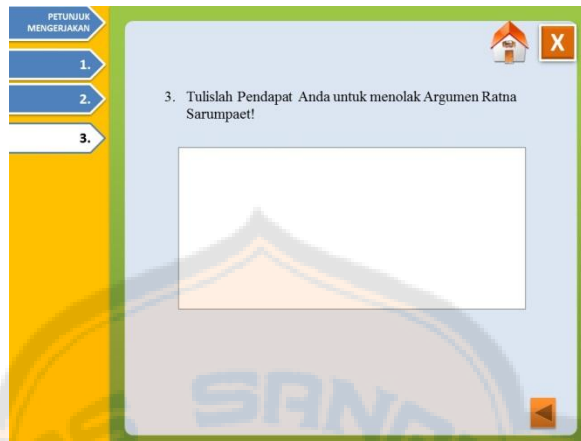 PETUNJUK
MENGERJAKAN
1.
2.
3.
X
3. Tulislah Pendapat Anda untuk menolak Argumen Ratna
Sarumpaet!